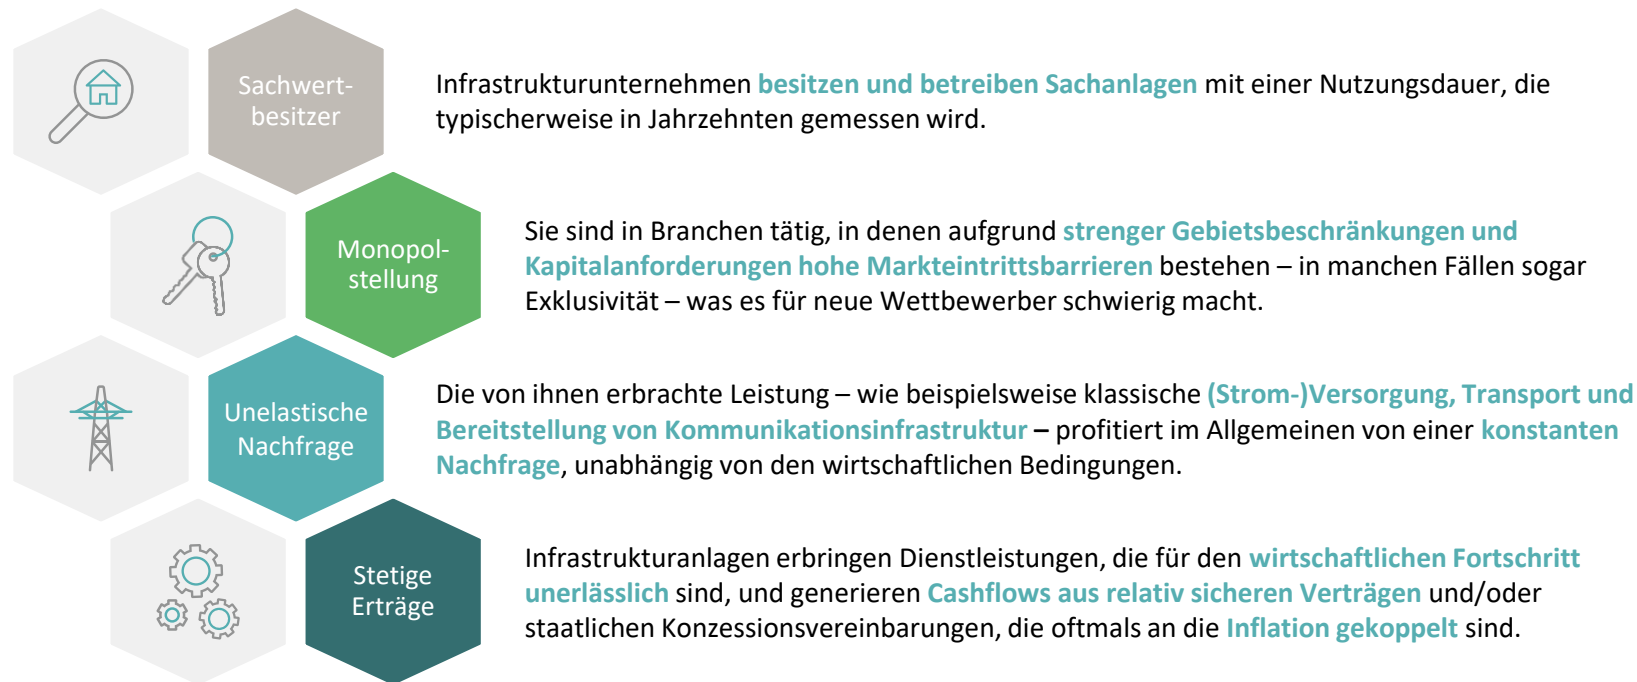 Sachwert-
besitzer
Infrastrukturunternehmen besitzen und betreiben Sachanlagen mit einer Nutzungsdauer, die
typischerweise in Jahrzehnten gemessen wird.
Monopol-
stellung
Sie sind in Branchen tätig, in denen aufgrund strenger Gebietsbeschränkungen und
Kapitalanforderungen hohe Markteintrittsbarrieren bestehen – in manchen Fällen sogar
Exklusivität – was es für neue Wettbewerber schwierig macht.
Unelastische
Nachfrage
Die von ihnen erbrachte Leistung – wie beispielsweise klassische (Strom-)Versorgung, Transport und
Bereitstellung von Kommunikationsinfrastruktur – profitiert im Allgemeinen von einer konstanten
Nachfrage, unabhängig von den wirtschaftlichen Bedingungen.
Stetige
Erträge
Infrastrukturanlagen erbringen Dienstleistungen, die für den wirtschaftlichen Fortschritt
unerlässlich sind, und generieren Cashflows aus relativ sicheren Verträgen und/oder
staatlichen Konzessionsvereinbarungen, die oftmals an die Inflation gekoppelt sind.